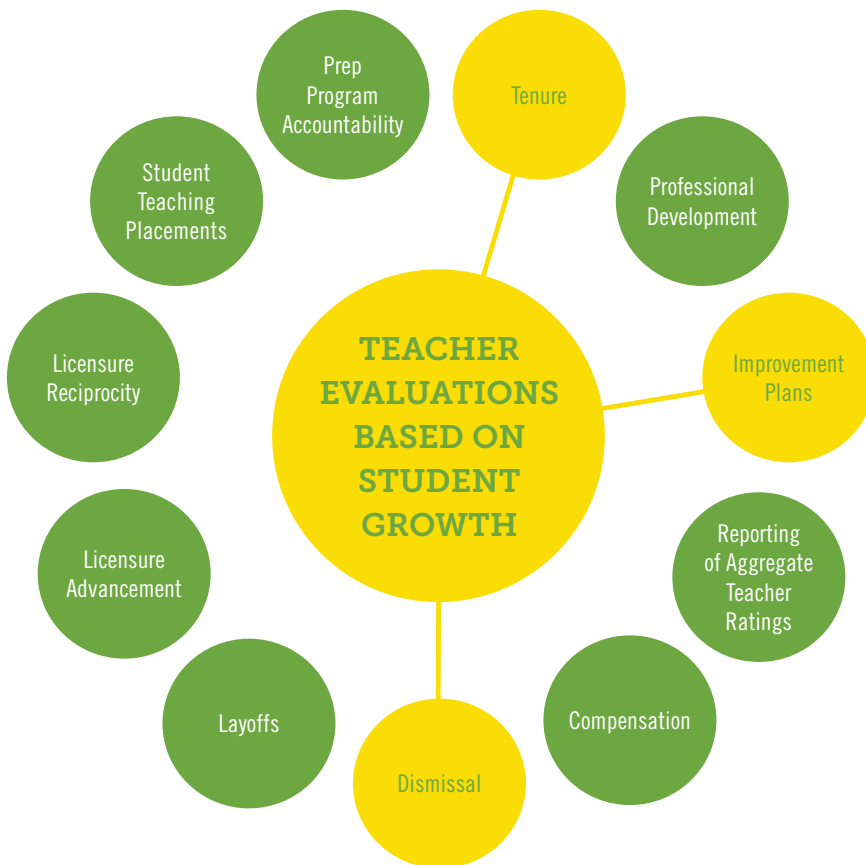 Prep
Program
Accountability
Tenure
Student
Teaching
Placements
Professional
Development
TEACHER
EVALUATIONS
BASED ON
STUDENT
GROWTH
Licensure
Reciprocity
Improvement
Plans
Licensure
Advancement
Reporting
of Aggregate
Teacher
Ratings
Layoffs
Compensation
Dismissal